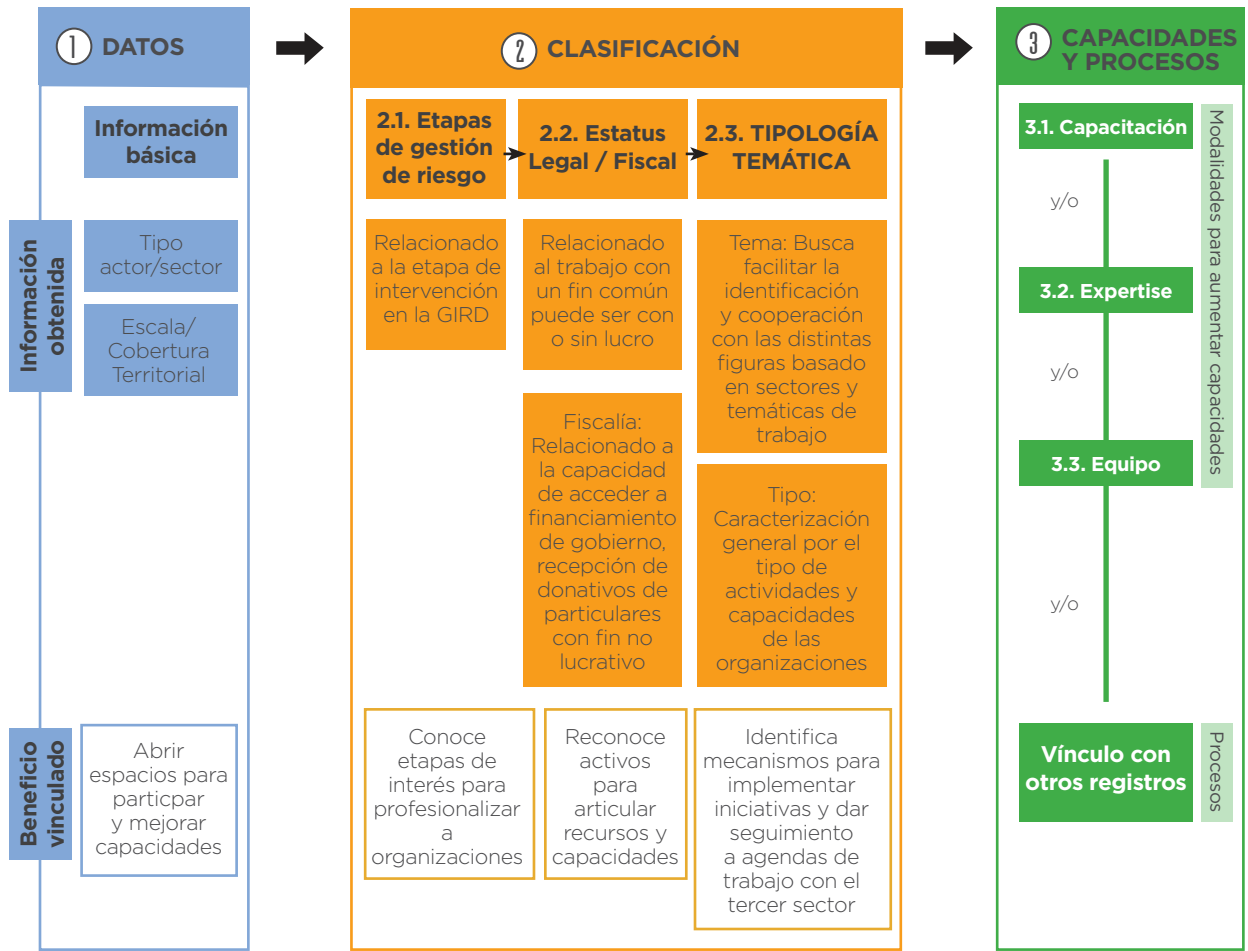 1 DATOS
Información
básica
Información
obtenida
Tipo
actor/sector
Escala/
Cobertura
Territorial
Beneficio
vinculado
Abrir
espacios para
particpar
y mejorar
capacidades
2 CLASIFICACIÓN
2.1. Etapas
de gestión
de riesgo
2.2. Estatus
Legal / Fiscal
2.3. TIPOLOGÍA
TEMÁTICA
Relacionado
a la etapa de
intervención
en la GIRD
Relacionado
al trabajo con
un fin común
puede ser con
o sin lucro
Fiscalía:
Relacionado a
la capacidad
de acceder a
financiamiento
de gobierno,
recepción de
donativos de
particulares
con fin no
lucrativo
Tema: Busca
facilitar la
identificación
y cooperación
con las distintas
figuras basado
en sectores y
temáticas de
trabajo
Tipo:
Caracterización
general por el
tipo de
actividades y
capacidades
de las
organizaciones
Conoce
etapas de
interés para
profesionalizar
a
organizaciones
Reconoce
activos
para
articular
recursos y
capacidades
Identifica
mecanismos para
implementar
iniciativas y dar
seguimiento
a agendas de
trabajo con el
tercer sector
3 CAPACIDADES
Y PROCESOS
3.1. Capacitación
y/o
3.2. Expertise
y/o
3.3. Equipo
y/o
Vínculo con
otros registros
Modalidades para aumentar capacidades
Procesos